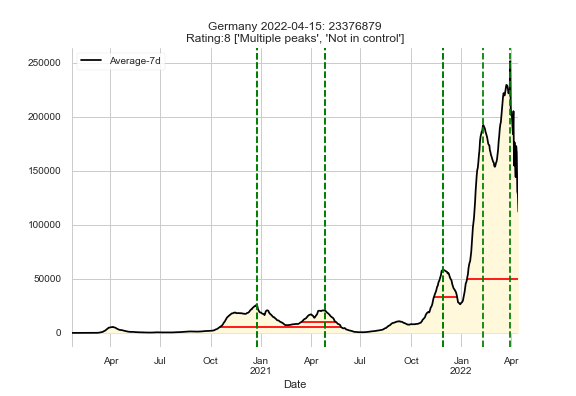 Germany 2022-04-15: 23376879
Rating:8 ['Multiple peaks', 'Not in control']
Average-7d
250000
200000
150000
100000
50000
0
Apr Jul Oct Jan Apr Jul Oct Jan Apr
2021 2022
Date